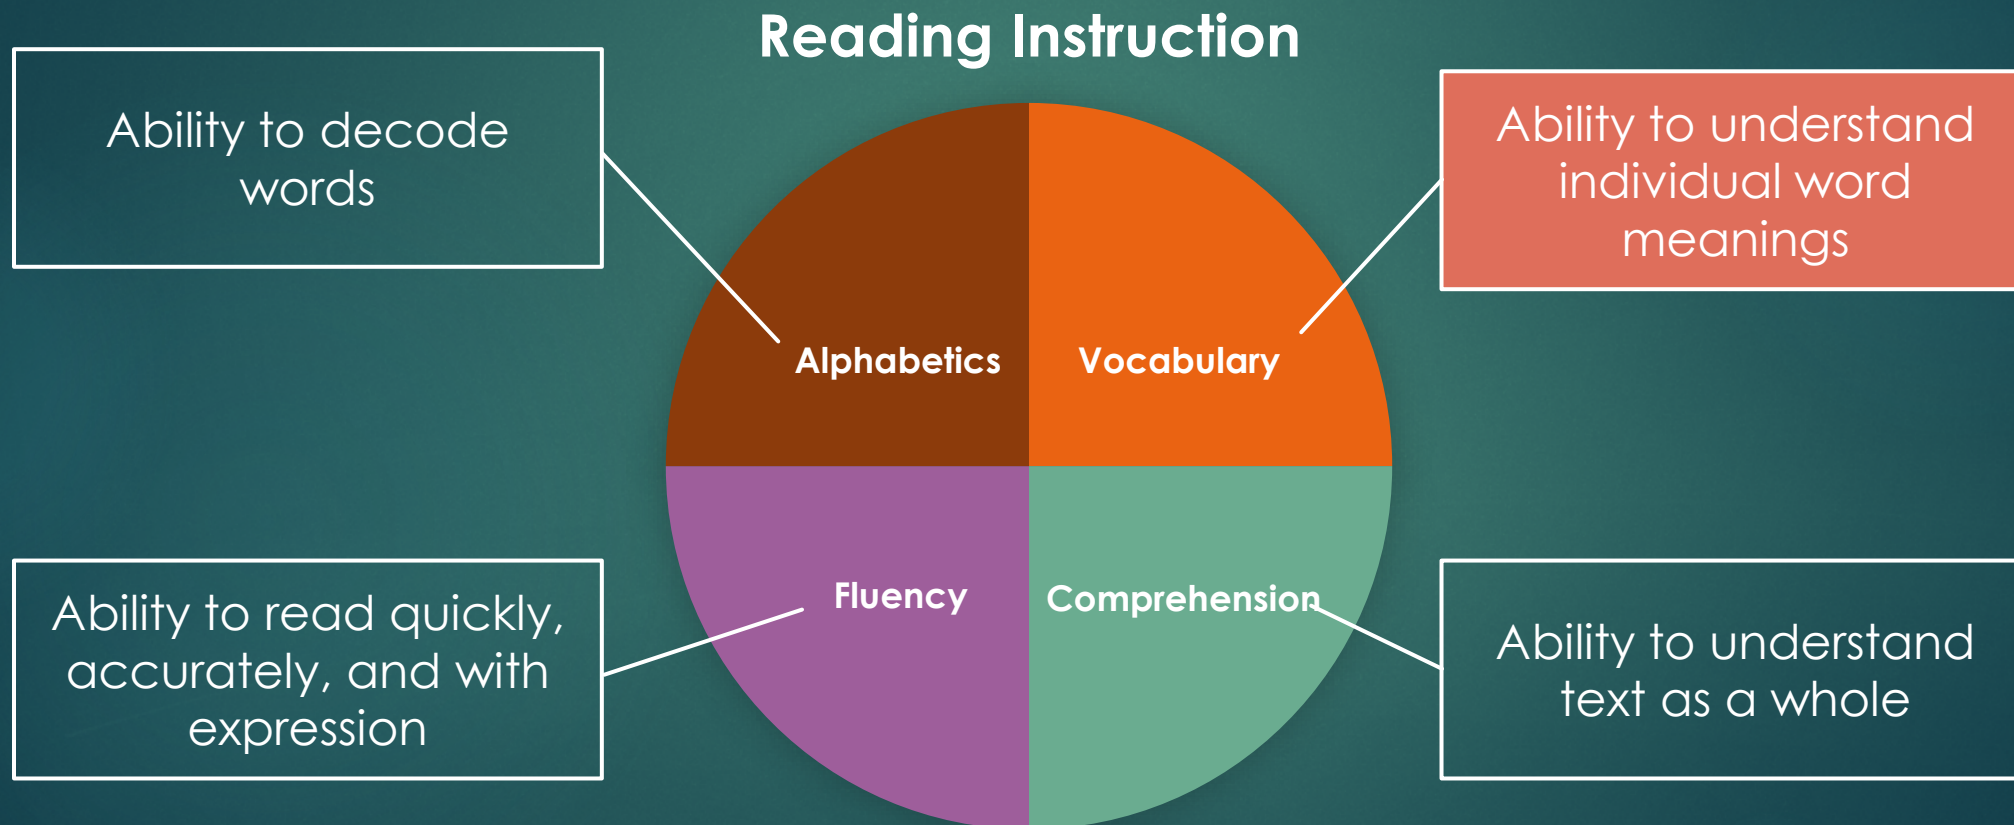 Reading Instruction
Ability to decode
words
Ability to understand
individual word
meanings
Alphabetics
Vocabulary
Fluency
Comprehension
Ability to read quickly,
accurately, and with
expression
Ability to understand
text as a whole